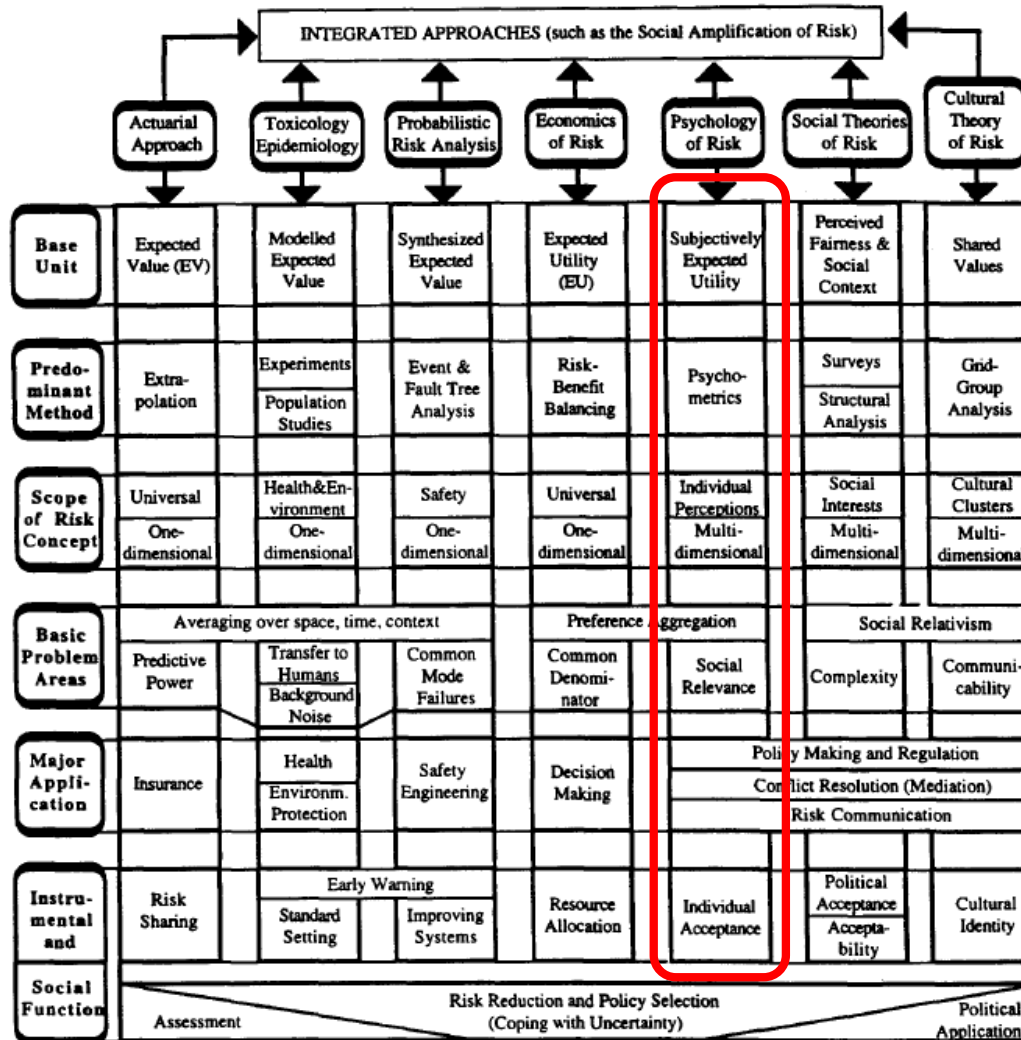 INTEGRATED APPROACHES (such as the Social Amplification of Risk)
Actuarial
Approach
Toxicology
Epidemiology
Probabilistic
Risk Analysis
Economics
of Risk
Psychology
of Risk
Social Theories
of Risk
Cultural
Theory
of Risk
Base
Unit
Expected
Value (EV)
Modelled
Expected
Value
Synthesized
Expected
Value
Expected
Utility
(EU)
Subjectively
Expected
Utility
Perceived
Fairness &
Social
Context
Shared
Values
Predo-
minant
Method
Extra-
polation
Experiments
Population
Studies
Event &
Fault Tree
Analysis
Risk-
Benefit
Balancing
Psycho-
metrics
Surveys
Structural
Analysis
Grid-
Group
Analysis
Scope
of Risk
Concept
Universal
One-
dimensional
Health&En-
vironment
One-
dimensional
Safety
One-
dimensional
Universal
One-
dimensional
Individual
Perceptions
Multi-
dimensional
Social
Interests
Multi-
dimensional
Cultural
Clusters
Multi-
dimensional
Basic
Problem
Areas
Averaging over space, time, context
Preference Aggregation
Social Relativism
Predictive
Power
Transfer to
Humans
Background
Noise
Common
Mode
Failures
Common
Denomi-
nator
Social
Relevance
Complexity
Communi-
cability
Major
Appli-
cation
Insurance
Health
Environm.
Protection
Safety
Engineering
Decision
Making
Policy Making and Regulation
Conflict Resolution (Mediation)
Risk Communication
Instru-
mental
and
Social
Function
Risk
Sharing
Early Warning
Standard
Setting
Improving
Systems
Resource
Allocation
Individual
Acceptance
Political
Acceptance
Accepta-
bility
Cultural
Identity
Assessment
Risk Reduction and Policy Selection
(Coping with Uncertainty)
Political
Application